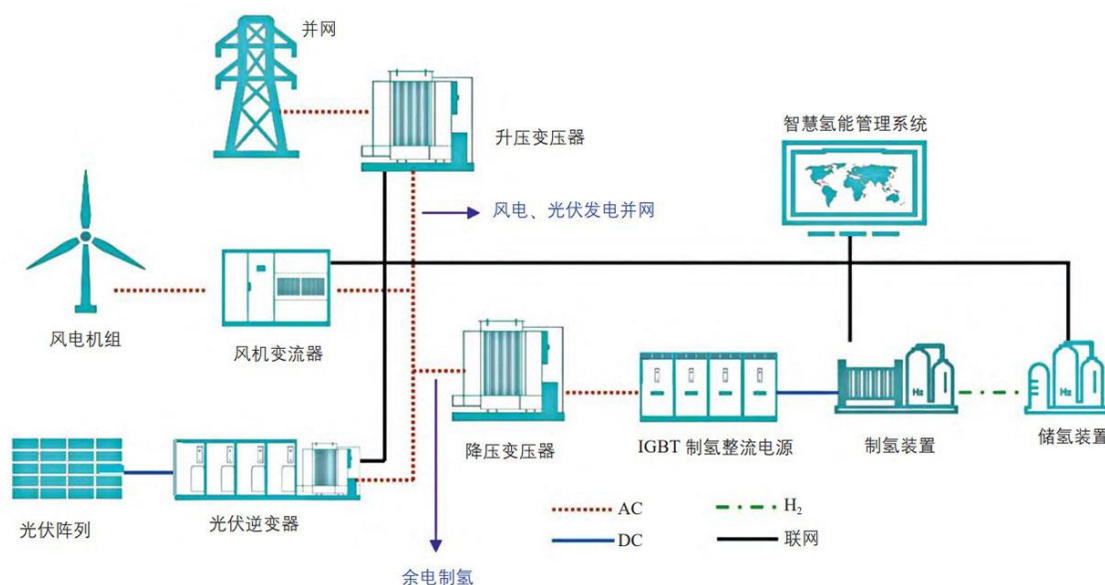 并网
升压变压器
智慧氢能管理系统
风电、光伏发电并网
风电机组
风机变流器
H₂
H₂
降压变压器
IGBT 制氢整流电源
制氢装置
储氢装置
光伏阵列
光伏逆变器
AC
H₂
DC
联网
余电制氢